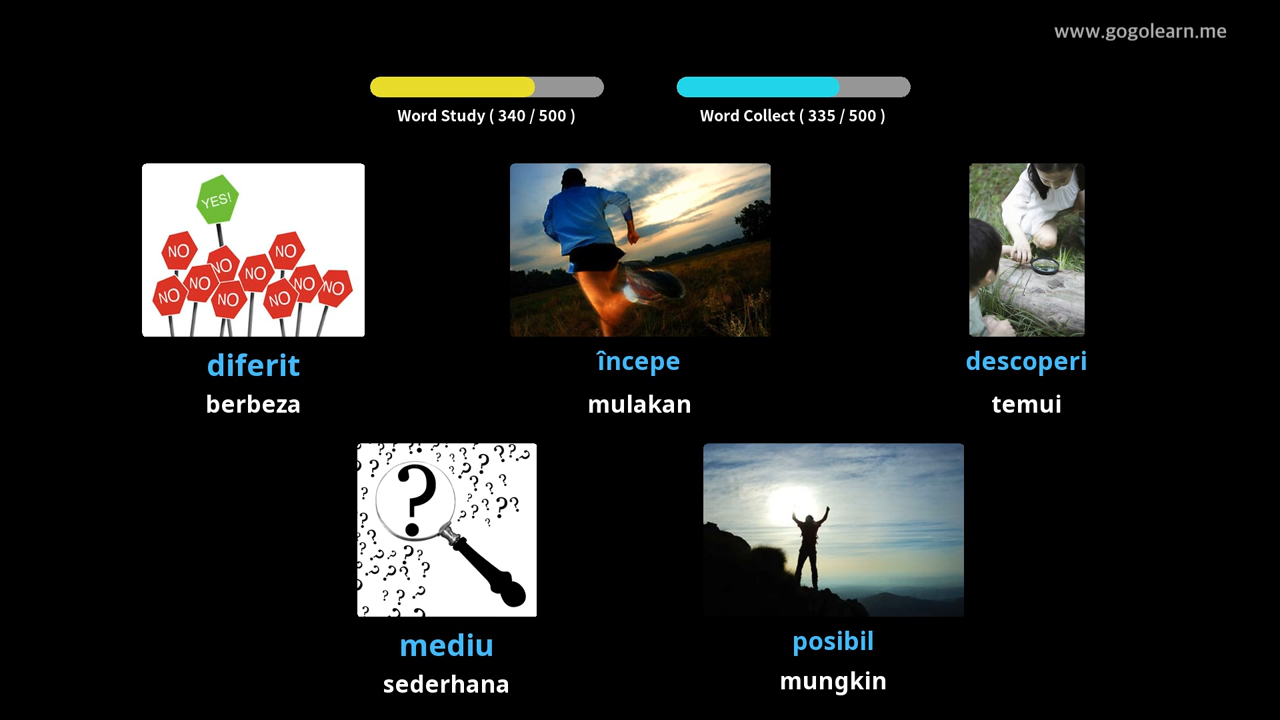 www.gogolearn.me
Word Study ( 340 / 500 )
Word Collect ( 335 / 500 )
YES!
NO
NO
NO
NO
NO
NO
NO
NO
NO
NO
diferit
berbeza
începe
mulakan
descoperi
temui
?
mediu
sederhana
posibil
mungkin